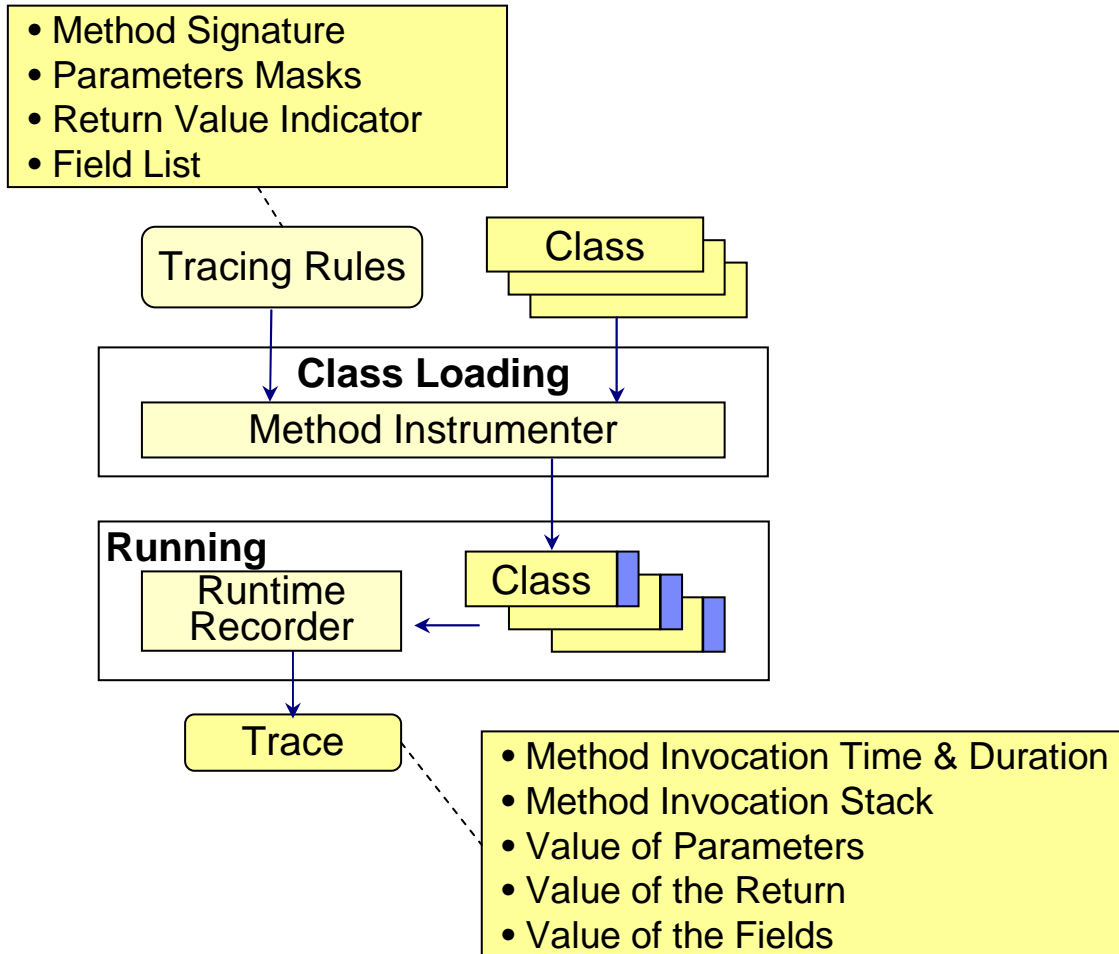 • Method Signature
• Parameters Masks
• Return Value Indicator
• Field List
Tracing Rules
Class
Class Loading
Method Instrumenter
Running
Runtime
Recorder
Class
Trace
• Method Invocation Time & Duration
• Method Invocation Stack
• Value of Parameters
• Value of the Return
• Value of the Fields